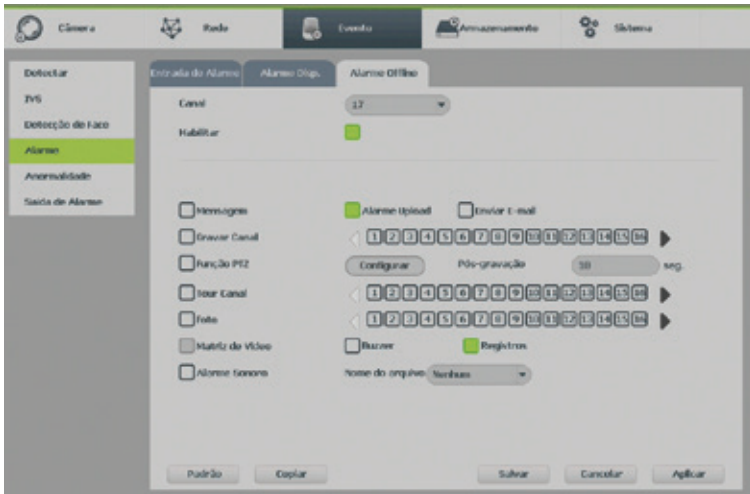 Câmera Rede Evento Armazenamento Sistema
Detectar
IVS
Detecção de Face
Alarme
Anormalidade
Saída de Alarme
Entrada de Alarme Alarme Disp. Alarme Offline
Canal 17
Habilitar
Mensagem Alarme Upload Enviar E-mail
Gravar Canal 1 2 3 4 5 6 7 8 9 10 11 12 13 14 15 16
Função PTZ Configurar Pós-gravação 10 seg.
Tour Canal 1 2 3 4 5 6 7 8 9 10 11 12 13 14 15 16
Foto 1 2 3 4 5 6 7 8 9 10 11 12 13 14 15 16
Matriz de Vídeo Buzzer Registros
Alarme Sonoro Nome do arquivo Nenhum
Padrão Copiar Salvar Cancelar Aplicar